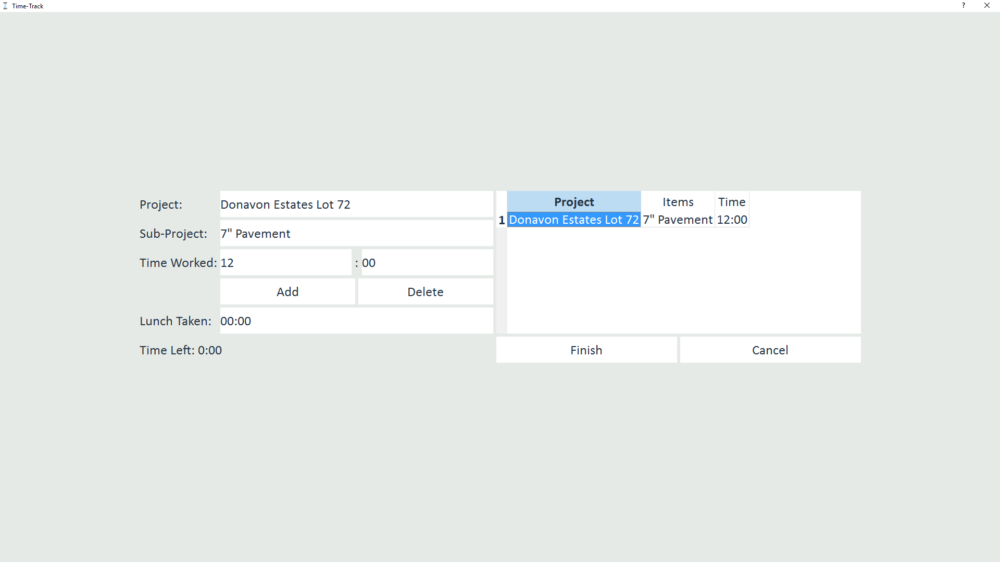 Time-Track ?
Project: Donavon Estates Lot 72
Sub-Project: 7" Pavement
Time Worked: 12 : 00
Add Delete
Lunch Taken: 00:00
Time Left: 0:00
Project Items Time
1 Donavon Estates Lot 72 7" Pavement 12:00
Finish Cancel